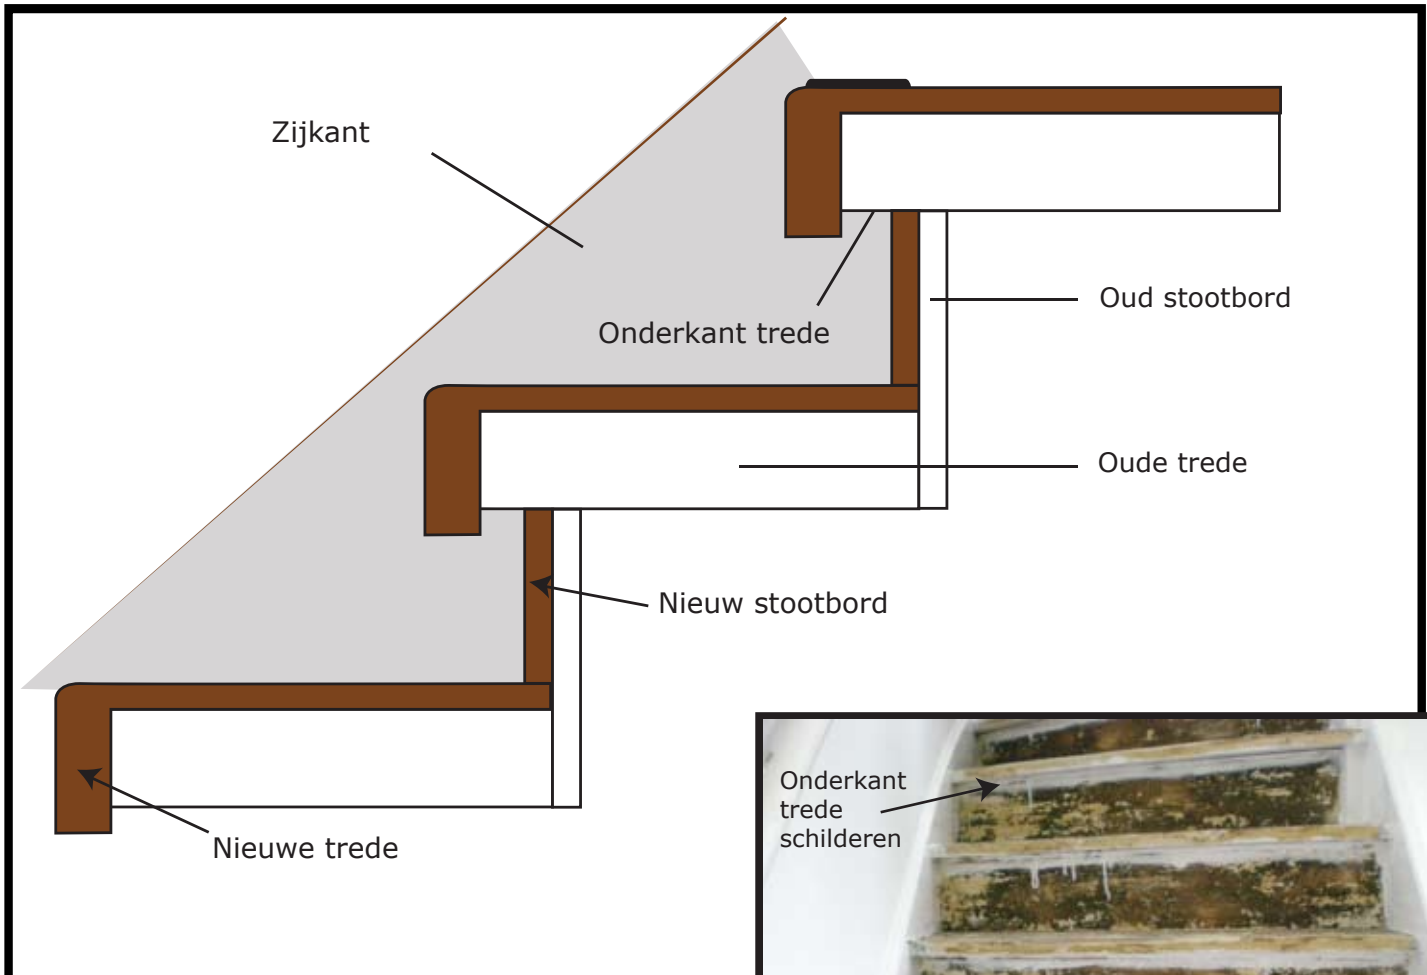 Zijkant
Oud stootbord
Onderkant trede
Oude trede
Nieuw stootbord
Nieuwe trede
Onderkant
trede
schilderen